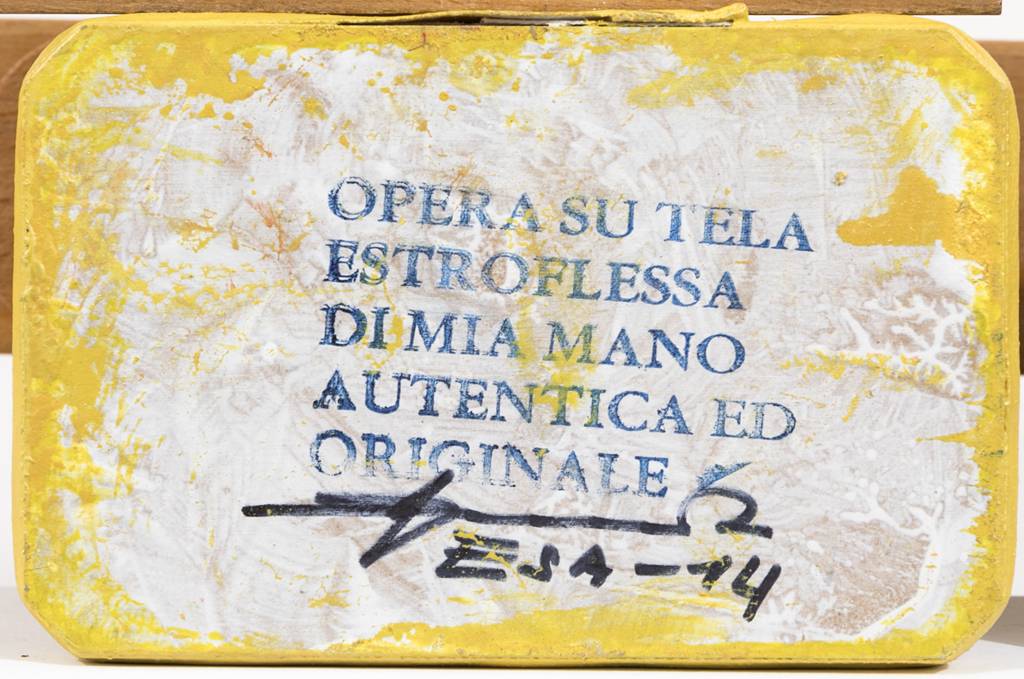 OPERA SU TELA
ESTROFLESSA
DI MIA MANO
AUTENTICA ED
ORIGINALE
ESA-14